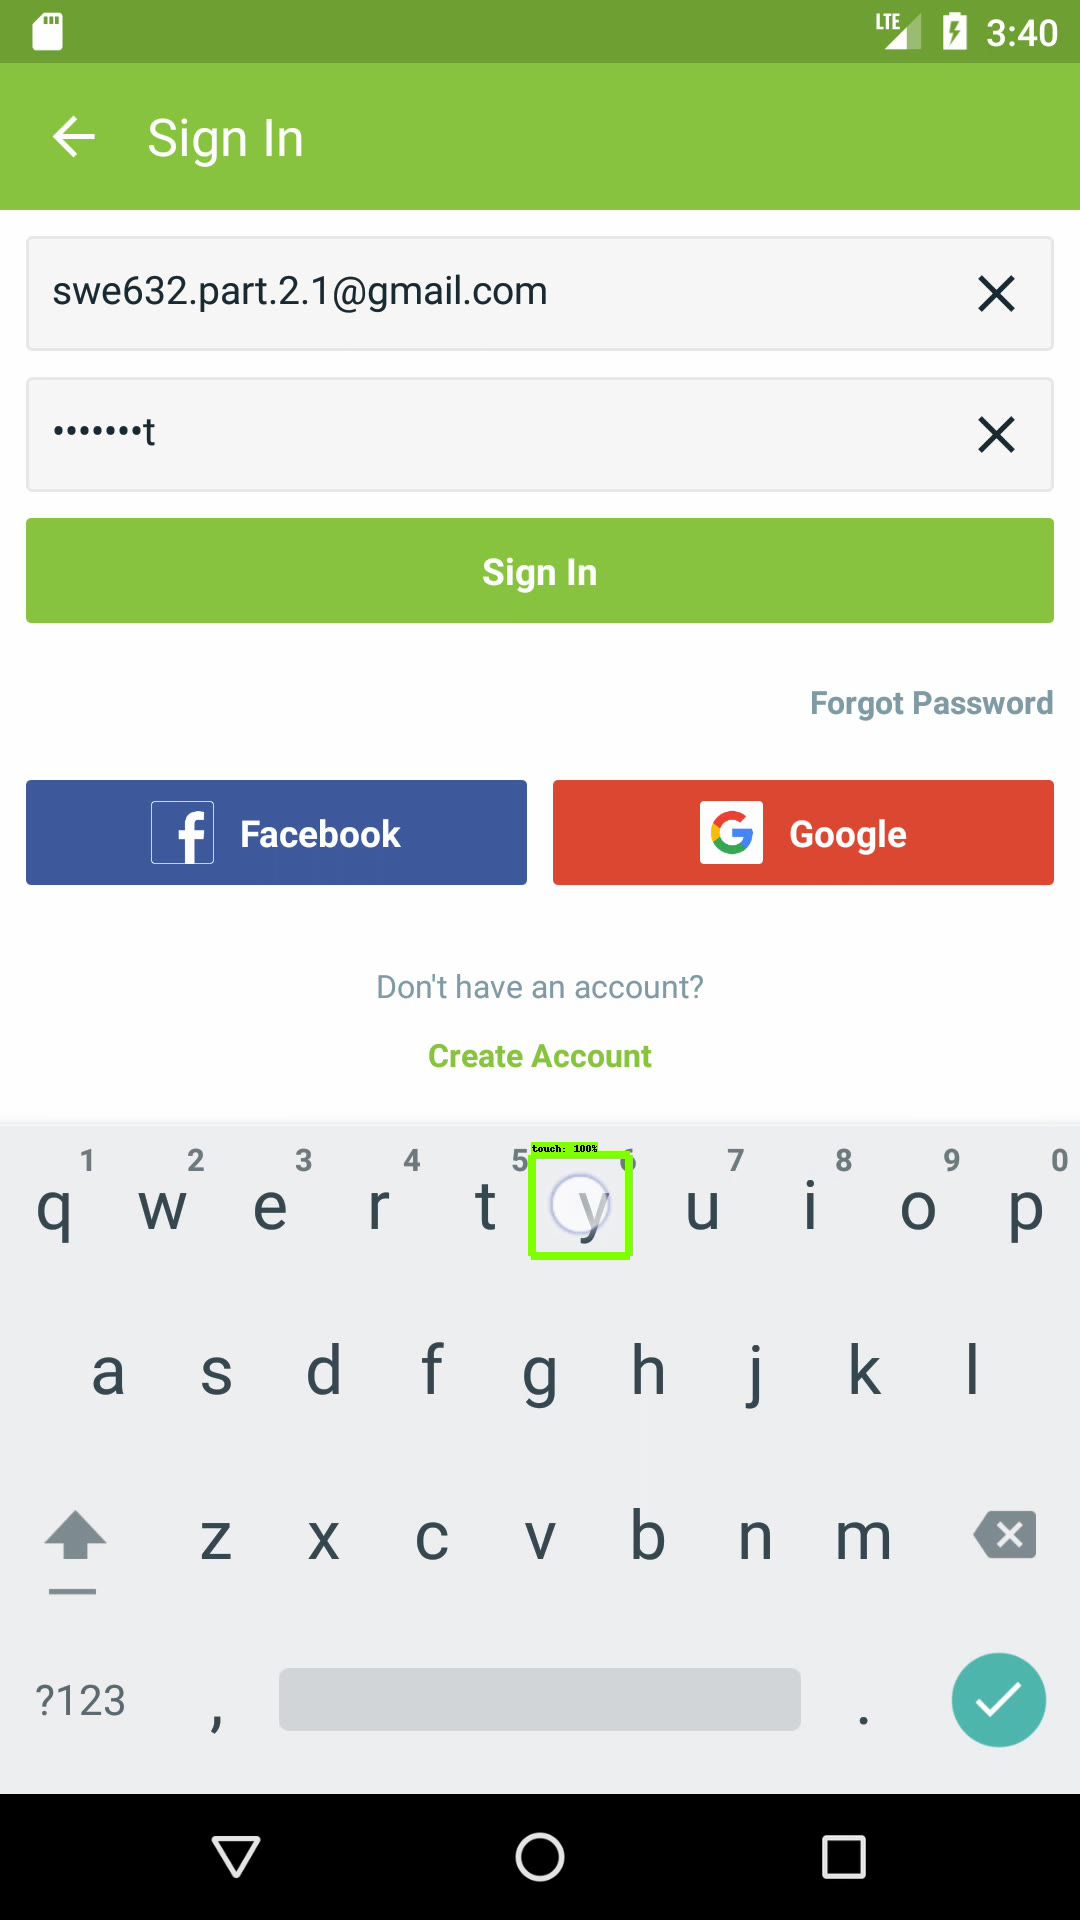 LTE 3:40
Sign In
swe632.part.2.1@gmail.com
•••••••t
Sign In
Forgot Password
Facebook Google
Don't have an account?
Create Account
touch: 100%
1 2 3 4 5 6 7 8 9 0
q w e r t y u i o p
a s d f g h j k l
z x c v b n m
?123 , .